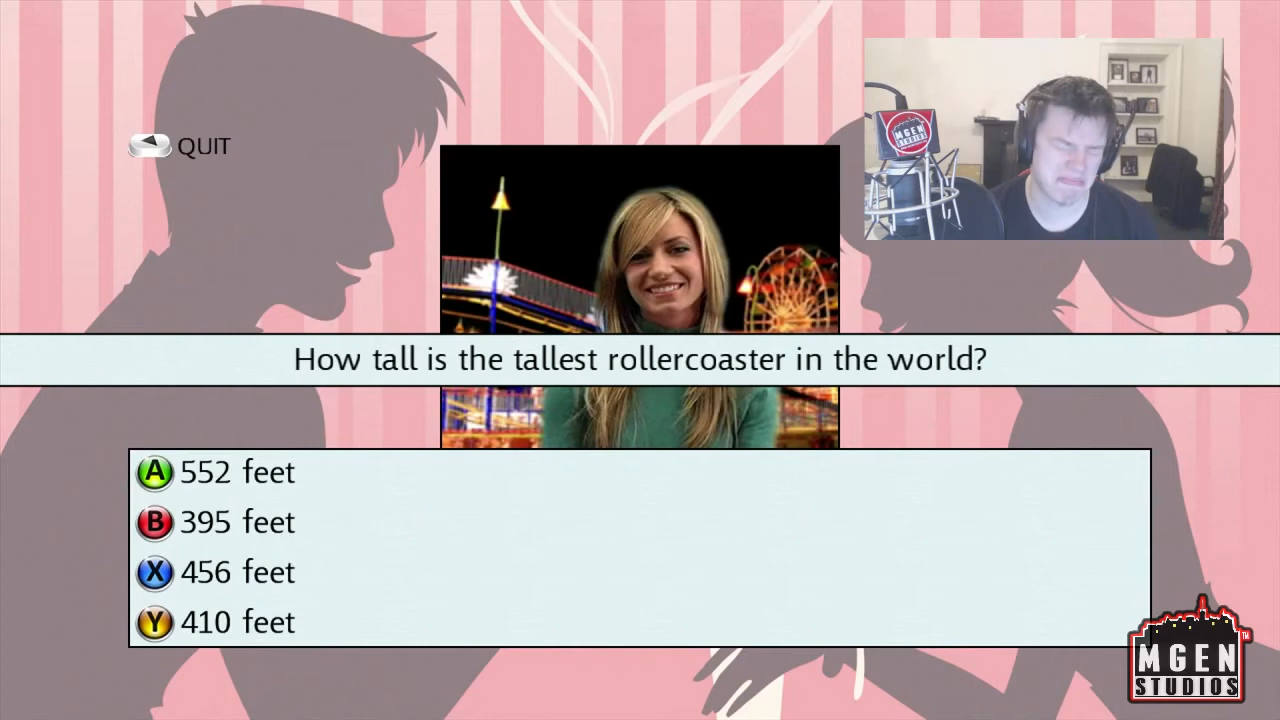 QUIT
MGEN
STUDIOS
How tall is the tallest rollercoaster in the world?
A 552 feet
B 395 feet
X 456 feet
Y 410 feet
MGEN TM
STUDIOS